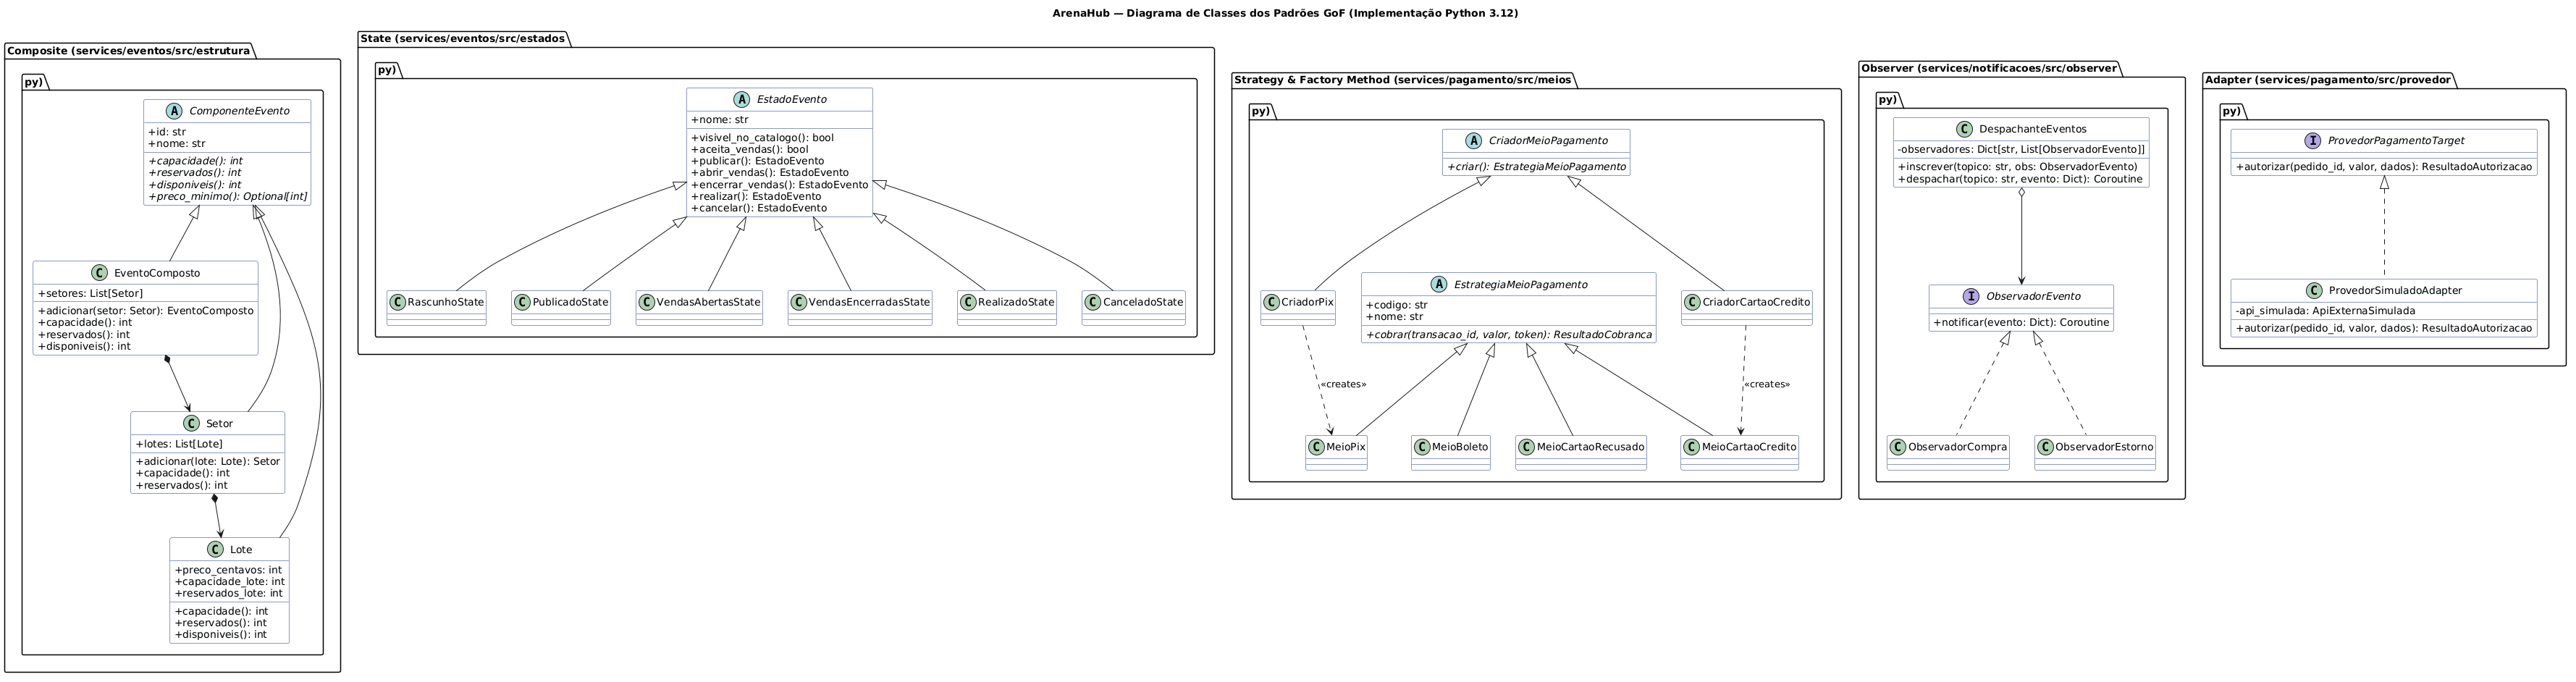 ArenaHub — Diagrama de Classes dos Padrões GoF (Implementação Python 3.12)
Composite (services/eventos/src/estrutura
py)
A ComponenteEvento
+id: str
+nome: str
+capacidade(): int
+reservados(): int
+disponiveis(): int
+preco_minimo(): Optional[int]
C EventoComposto
+setores: List[Setor]
+adicionar(setor: Setor): EventoComposto
+capacidade(): int
+reservados(): int
+disponiveis(): int
C Setor
+lotes: List[Lote]
+adicionar(lote: Lote): Setor
+capacidade(): int
+reservados(): int
C Lote
+preco_centavos: int
+capacidade_lote: int
+reservados_lote: int
+capacidade(): int
+reservados(): int
+disponiveis(): int
State (services/eventos/src/estados
py)
A EstadoEvento
+nome: str
+visivel_no_catalogo(): bool
+aceita_vendas(): bool
+publicar(): EstadoEvento
+abrir_vendas(): EstadoEvento
+encerrar_vendas(): EstadoEvento
+realizar(): EstadoEvento
+cancelar(): EstadoEvento
C RascunhoState
C PublicadoState
C VendasAbertasState
C VendasEncerradasState
C RealizadoState
C CanceladoState
Strategy & Factory Method (services/pagamento/src/meios
py)
A CriadorMeioPagamento
+criar(): EstrategiaMeioPagamento
C CriadorPix
A EstrategiaMeioPagamento
+codigo: str
+nome: str
+cobrar(transacao_id, valor, token): ResultadoCobranca
C CriadorCartaoCredito
«creates»
«creates»
C MeioPix
C MeioBoleto
C MeioCartaoRecusado
C MeioCartaoCredito
Observer (services/notificacoes/src/observer
py)
C DespachanteEventos
-observadores: Dict[str, List[ObservadorEvento]]
+inscrever(topico: str, obs: ObservadorEvento)
+despachar(topico: str, evento: Dict): Coroutine
I ObservadorEvento
+notificar(evento: Dict): Coroutine
C ObservadorCompra
C ObservadorEstorno
Adapter (services/pagamento/src/provedor
py)
I ProvedorPagamentoTarget
+autorizar(pedido_id, valor, dados): ResultadoAutorizacao
C ProvedorSimuladoAdapter
-api_simulada: ApiExternaSimulada
+autorizar(pedido_id, valor, dados): ResultadoAutorizacao